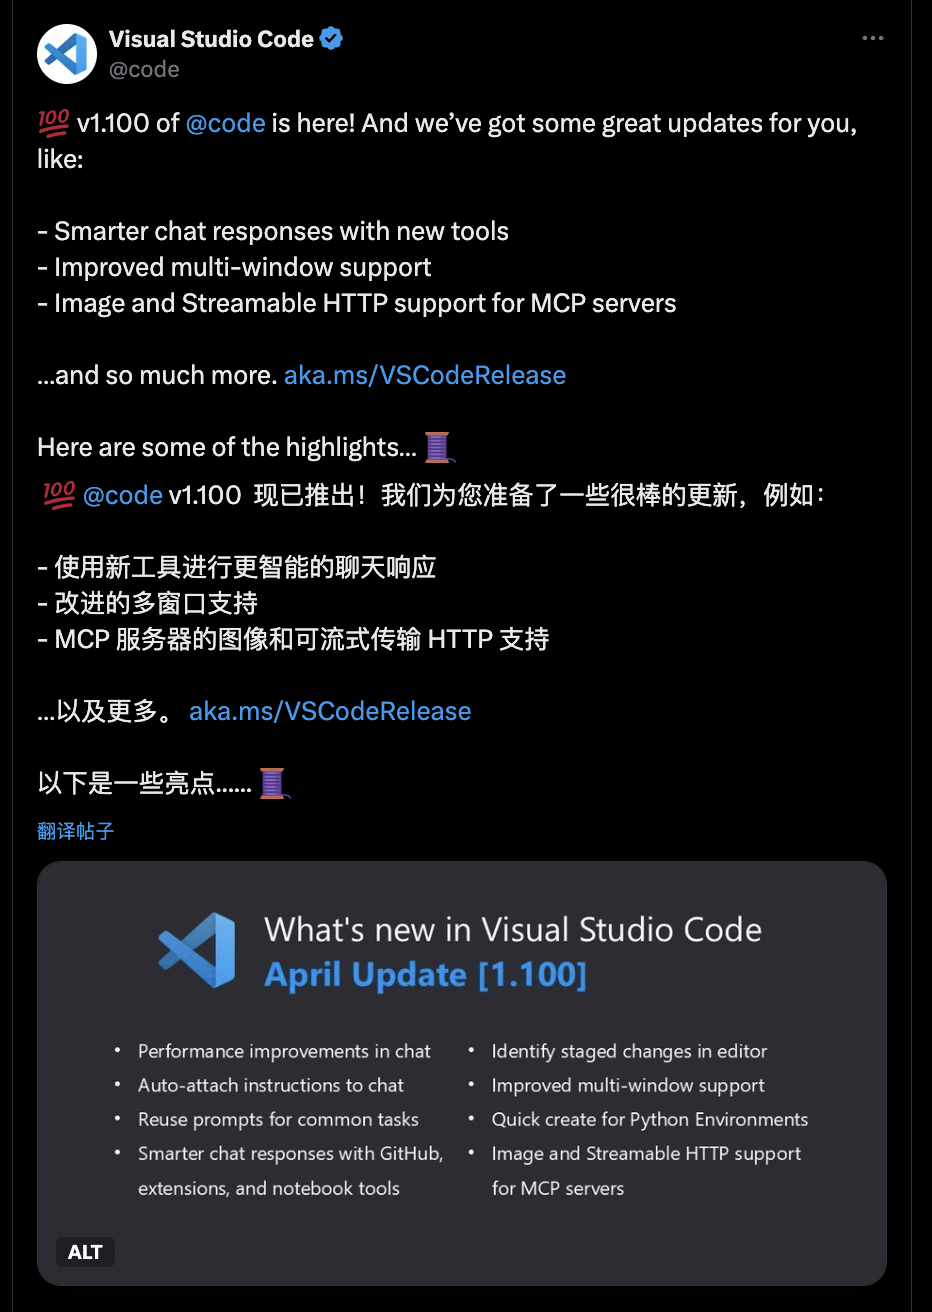 Visual Studio Code
@code
💯 v1.100 of @code is here! And we’ve got some great updates for you,
like:
- Smarter chat responses with new tools
- Improved multi-window support
- Image and Streamable HTTP support for MCP servers
...and so much more. aka.ms/VSCodeRelease
Here are some of the highlights... 🧵
💯 @code v1.100 现已推出！我们为您准备了一些很棒的更新，例如：
- 使用新工具进行更智能的聊天响应
- 改进的多窗口支持
- MCP 服务器的图像和可流式传输 HTTP 支持
...以及更多。 aka.ms/VSCodeRelease
以下是一些亮点...... 🧵
翻译帖子
What's new in Visual Studio Code
April Update [1.100]
• Performance improvements in chat
• Auto-attach instructions to chat
• Reuse prompts for common tasks
• Smarter chat responses with GitHub,
extensions, and notebook tools
• Identify staged changes in editor
• Improved multi-window support
• Quick create for Python Environments
• Image and Streamable HTTP support
for MCP servers
ALT